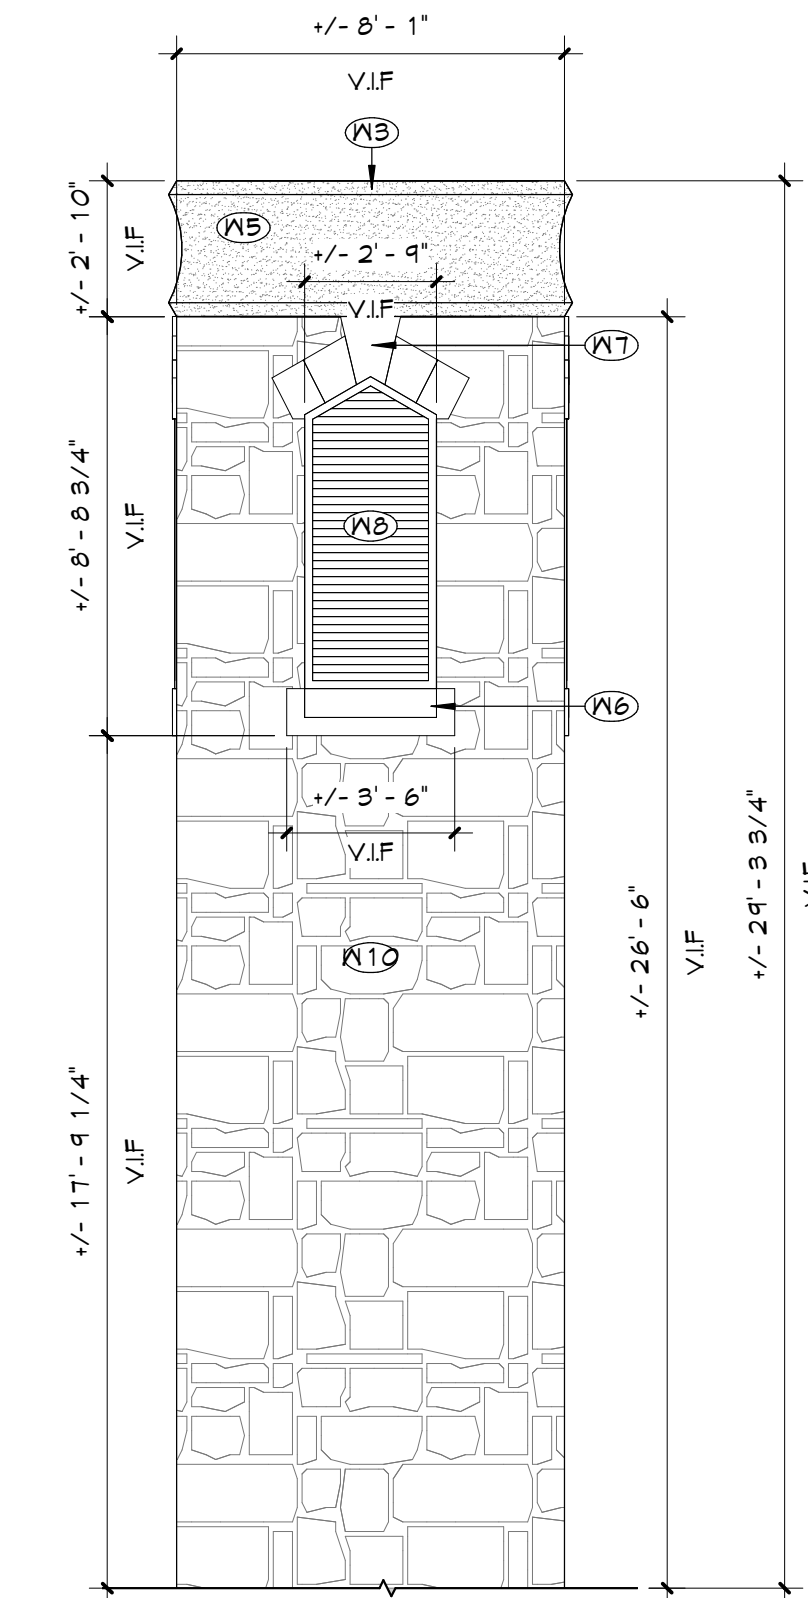 +/- 8' - 1"
V.I.F
W3
+/- 2' - 10"
V.I.F
W5
+/- 2' - 9"
V.I.F
W7
+/- 8' - 8 3/4"
V.I.F
W8
W6
+/- 3' - 6"
V.I.F
W10
+/- 26' - 6"
V.I.F
+/- 29' - 3 3/4"
+/- 17' - 9 1/4"
V.I.F